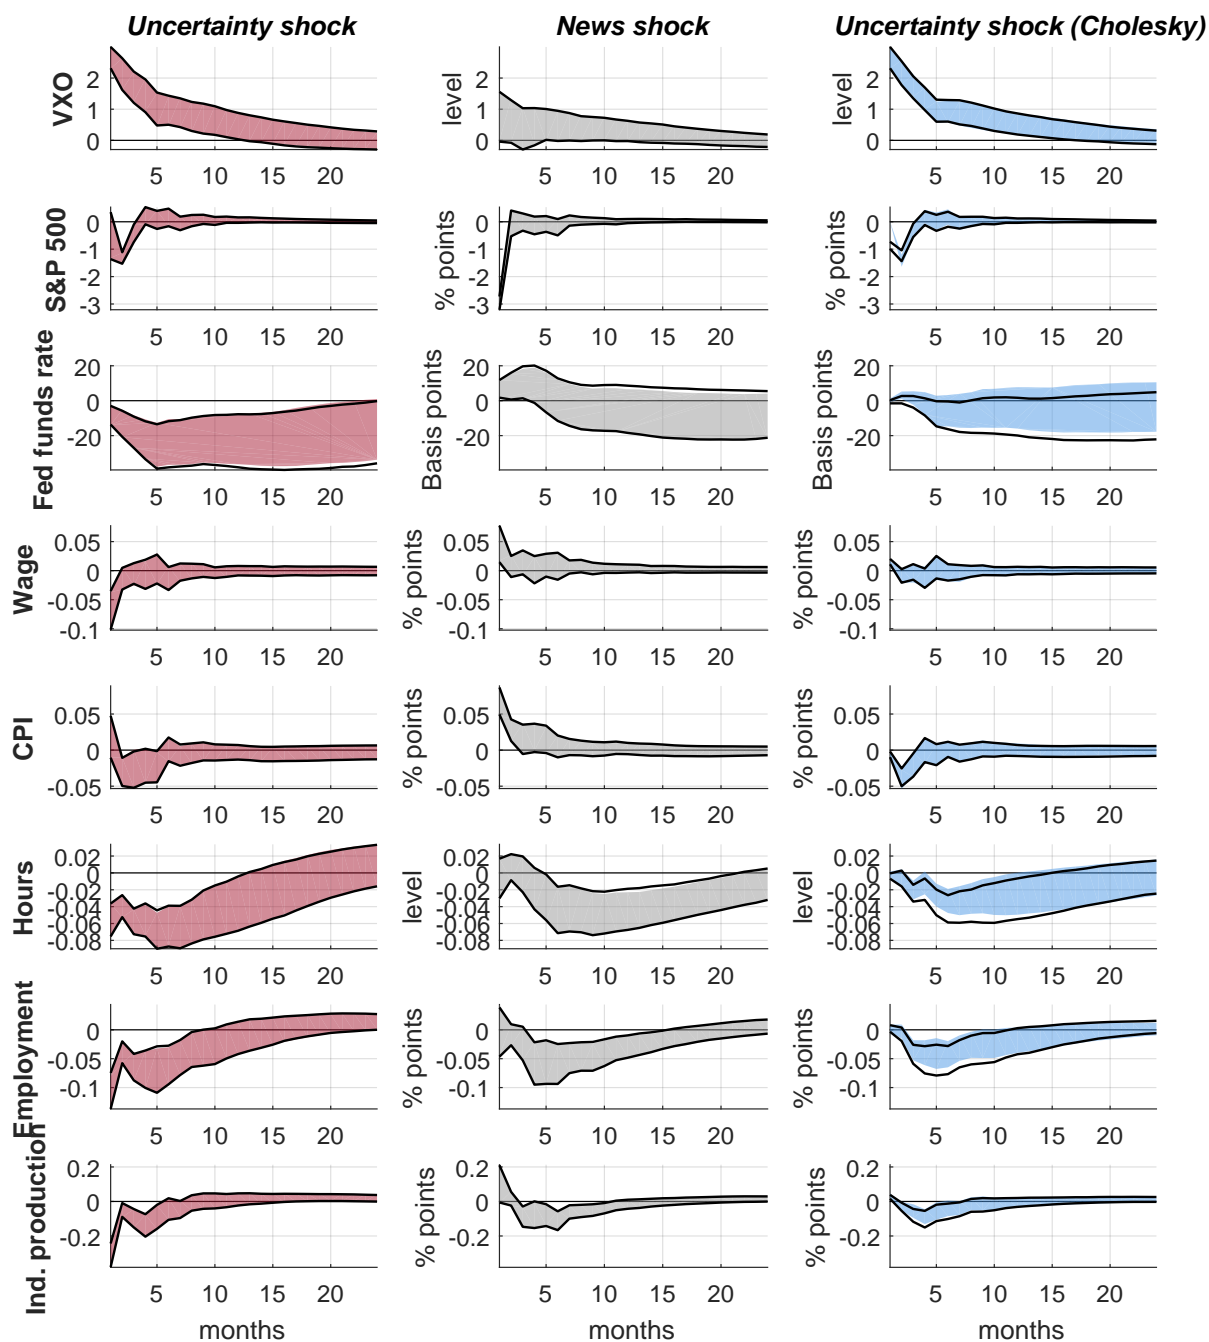 Uncertainty shock
News shock
Uncertainty shock (Cholesky)
VXO
2
1
0
5 10 15 20
level
2
1
0
5 10 15 20
level
2
1
0
5 10 15 20
S&P 500
0
-1
-2
-3
5 10 15 20
% points
0
-1
-2
-3
5 10 15 20
% points
0
-1
-2
-3
5 10 15 20
Fed funds rate
20
0
-20
5 10 15 20
Basis points
20
0
-20
5 10 15 20
Basis points
20
0
-20
5 10 15 20
Wage
0.05
0
-0.05
-0.1
5 10 15 20
% points
0.05
0
-0.05
-0.1
5 10 15 20
% points
0.05
0
-0.05
-0.1
5 10 15 20
CPI
0.05
0
-0.05
5 10 15 20
% points
0.05
0
-0.05
5 10 15 20
% points
0.05
0
-0.05
5 10 15 20
Hours
0.02
0
-0.02
-0.04
-0.06
-0.08
5 10 15 20
level
0.02
0
-0.02
-0.04
-0.06
-0.08
5 10 15 20
level
0.02
0
-0.02
-0.04
-0.06
-0.08
5 10 15 20
Employment
0
-0.05
-0.1
5 10 15 20
% points
0
-0.05
-0.1
5 10 15 20
% points
0
-0.05
-0.1
5 10 15 20
Ind. production
0.2
0
-0.2
5 10 15 20
months
% points
0.2
0
-0.2
5 10 15 20
months
% points
0.2
0
-0.2
5 10 15 20
months